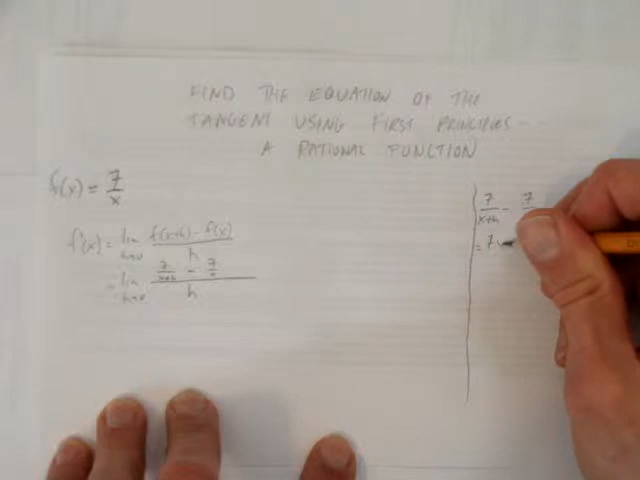 FIND THE EQUATION OF THE
TANGENT USING FIRST PRINCIPLES --
A RATIONAL FUNCTION
f(x) = 7/x
f'(x) = lim h→0 (f(x+h) - f(x))/h
= lim h→0 (7/(x+h) - 7/x)/h
7/(x+h) - 7/
= 7x